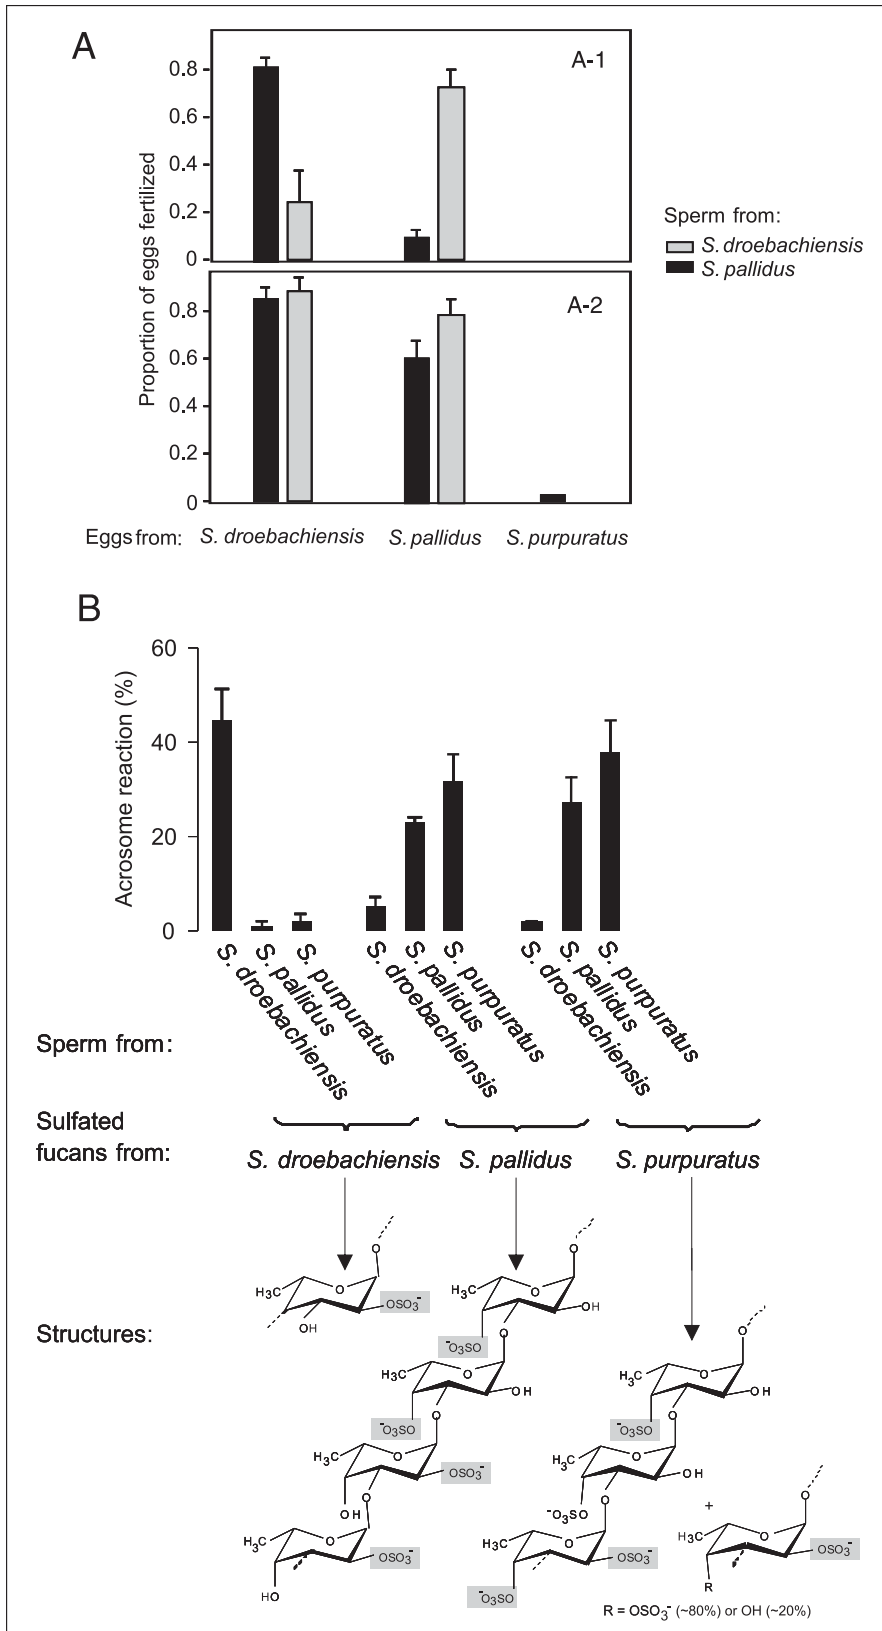 A
A-1
0.8
0.6
0.4
0.2
0
A-2
0.8
0.6
0.4
0.2
0
Proportion of eggs fertilized
Sperm from:
S. droebachiensis
S. pallidus
Eggs from: S. droebachiensis S. pallidus S. purpuratus
B
60
40
20
0
Acrosome reaction (%)
Sperm from:
S. droebachiensis
S. pallidus
S. purpuratus
S. droebachiensis
S. pallidus
S. purpuratus
S. droebachiensis
S. pallidus
S. purpuratus
Sulfated
fucans from:
S. droebachiensis S. pallidus S. purpuratus
Structures:
O
H₃C
O
OSO₃⁻
OH
O
H₃C
O
OH
⁻O₃SO
O
H₃C
O
OH
⁻O₃SO
O
H₃C
O
OSO₃⁻
OH
O
H₃C
O
OSO₃⁻
HO
O
H₃C
O
OH
⁻O₃SO
O
H₃C
O
OH
⁻O₃SO
O
H₃C
O
OSO₃⁻
⁻O₃SO
+
O
H₃C
O
OSO₃⁻
R
R = OSO₃⁻ (~80%) or OH (~20%)